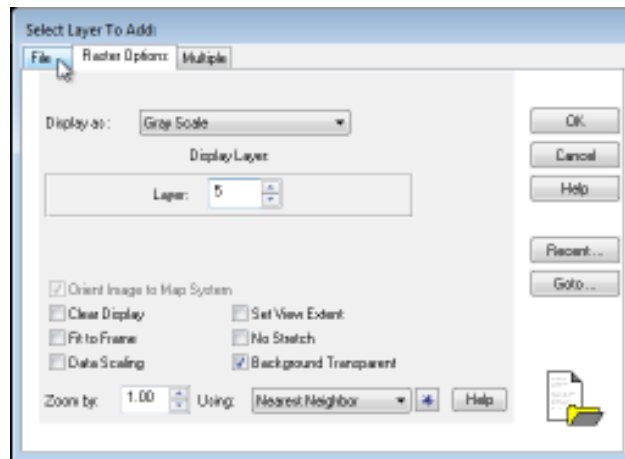 Select Layer To Add:
File Raster Options Multiple
Display as: Gray Scale
OK
Display Layer:
Cancel
Layer: 5
Help
Recent...
Orient Image to Map System
Goto...
Clear Display Set View Extent
Fit to Frame No Stretch
Data Scaling Background Transparent
Zoom by: 1.00 Using: Nearest Neighbor Help